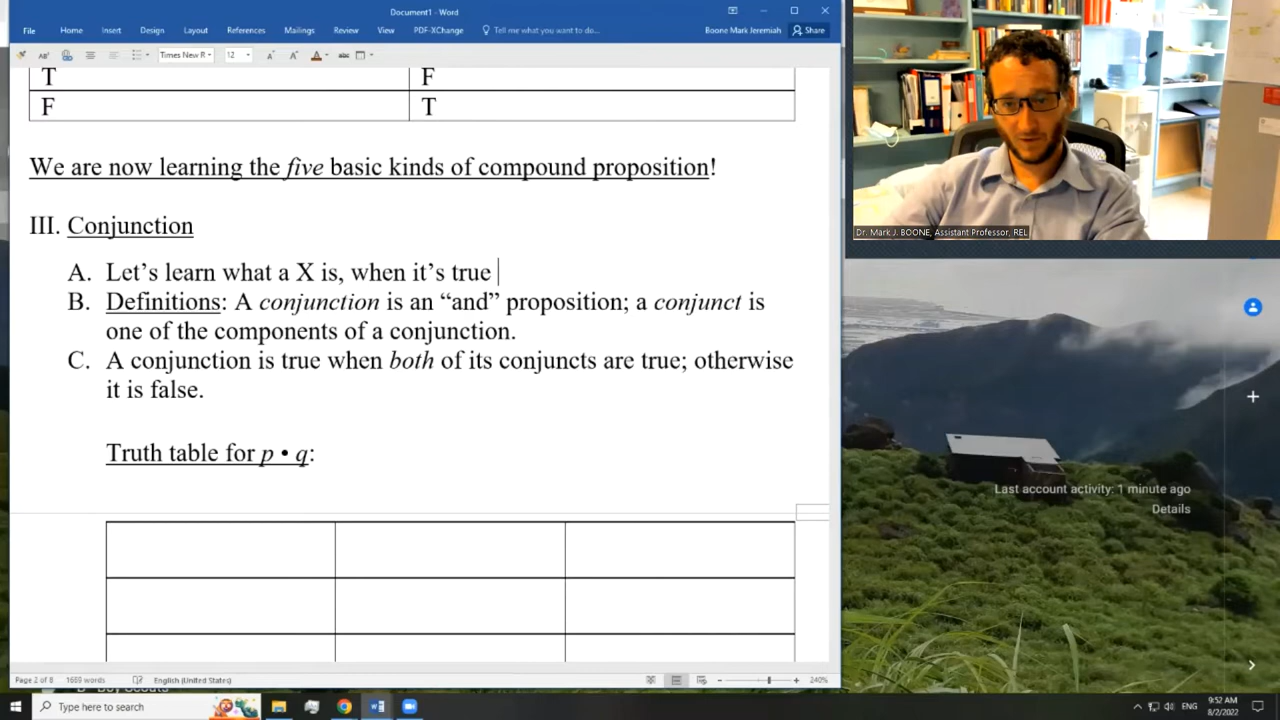 Document1 - Word
File Home Insert Design Layout References Mailings Review View PDF-XChange Tell me what you want to do... Boone Mark Jeremiah Share
Times New R 12
T F
F T
We are now learning the five basic kinds of compound proposition!
III. Conjunction
A. Let's learn what a X is, when it's true
B. Definitions: A conjunction is an “and” proposition; a conjunct is
one of the components of a conjunction.
C. A conjunction is true when both of its conjuncts are true; otherwise
it is false.
Truth table for p • q:
Page 2 of 8 1669 words English (United States) 240%
Dr. Mark J. BOONE, Assistant Professor, REL
Last account activity: 1 minute ago
Details
Type here to search
ENG
9:52 AM
8/2/2022